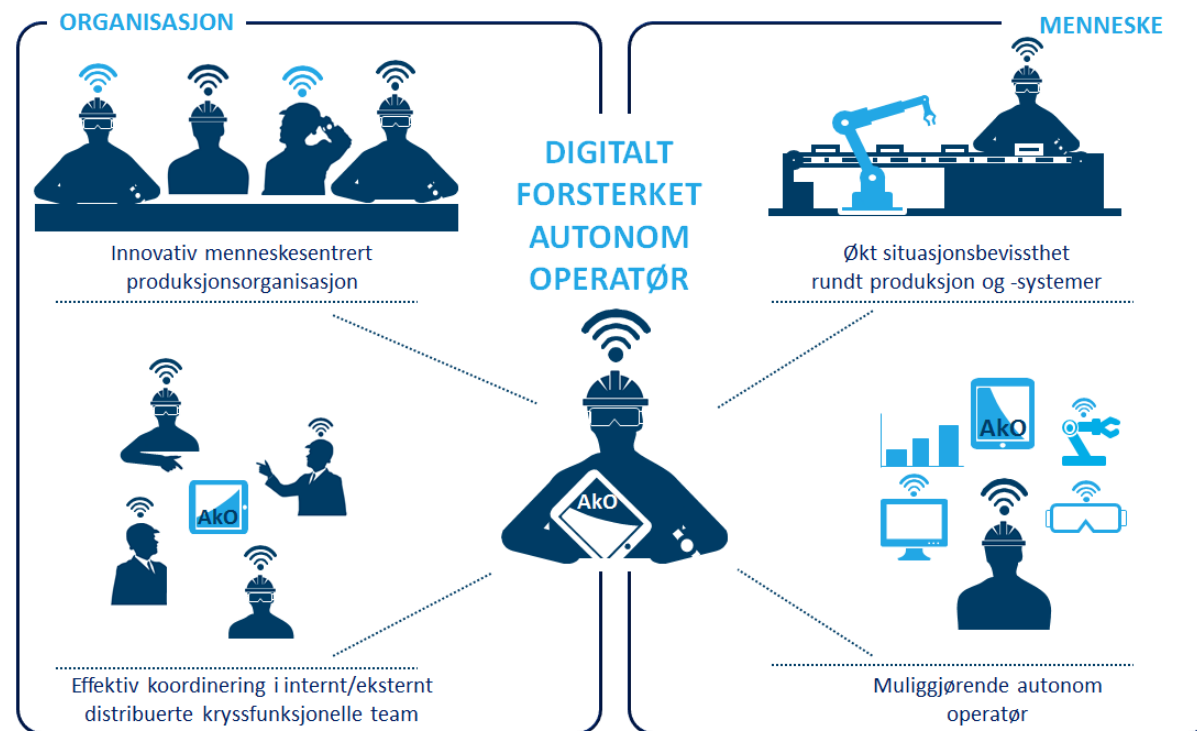 ORGANISASJON
MENNESKE
DIGITALT
FORSTERKET
AUTONOM
OPERATØR
Innovativ menneskesentrert
produksjonsorganisasjon
Økt situasjonsbevissthet
rundt produksjon og -systemer
AkO
AkO
AkO
Effektiv koordinering i internt/eksternt
distribuerte kryssfunksjonelle team
Muliggjørende autonom
operatør